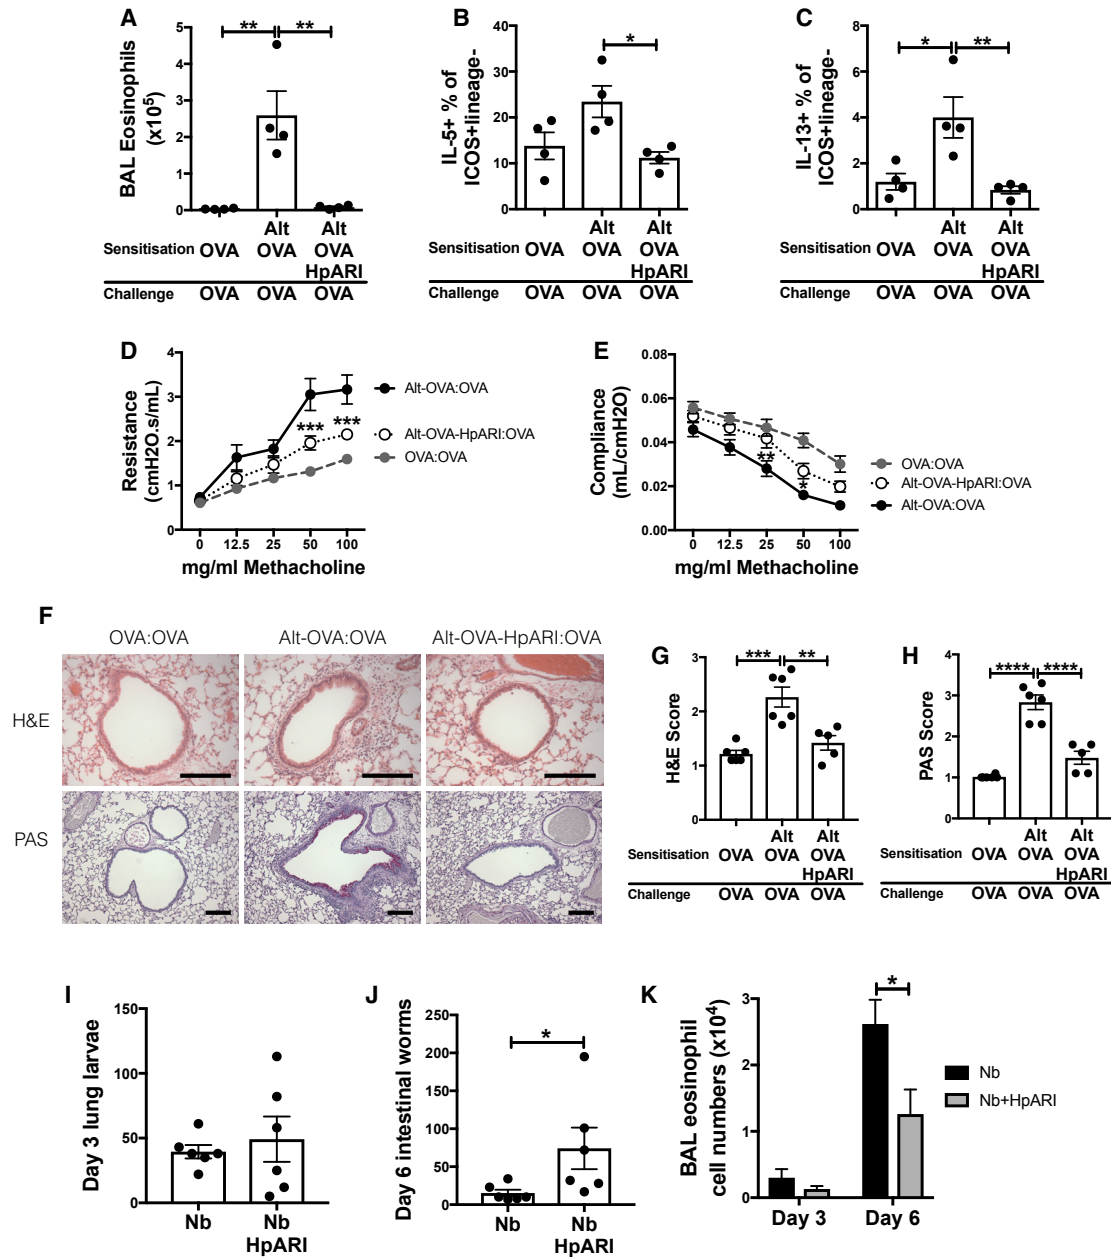 A
BAL Eosinophils
(x10⁵)
5
4
3
2
1
0
** **
Alt Alt
Sensitisation OVA OVA OVA
HpARI
Challenge OVA OVA OVA
B
IL-5+ % of
ICOS+lineage-
40
30
20
10
0
*
Alt Alt
OVA OVA OVA
HpARI
OVA OVA OVA
Sensitisation
Challenge
C
IL-13+ % of
ICOS+lineage-
8
6
4
2
0
* **
Alt Alt
Sensitisation OVA OVA OVA
HpARI
Challenge OVA OVA OVA
D
Resistance
(cmH2O.s/mL)
4
3
2
1
0
*** ***
0 12.5 25 50 100
mg/ml Methacholine
Alt-OVA:OVA
Alt-OVA-HpARI:OVA
OVA:OVA
E
Compliance
(mL/cmH2O)
0.08
0.06
0.04
0.02
0.00
** *
0 12.5 25 50 100
mg/ml Methacholine
OVA:OVA
Alt-OVA-HpARI:OVA
Alt-OVA:OVA
F
OVA:OVA Alt-OVA:OVA Alt-OVA-HpARI:OVA
H&E
PAS
G
H&E Score
3
2
1
0
*** **
Alt Alt
Sensitisation OVA OVA OVA
HpARI
Challenge OVA OVA OVA
H
PAS Score
4
3
2
1
0
**** ****
Alt Alt
Sensitisation OVA OVA OVA
HpARI
Challenge OVA OVA OVA
I
Day 3 lung larvae
150
100
50
0
Nb Nb
HpARI
J
Day 6 intestinal worms
250
200
150
100
50
0
*
Nb Nb
HpARI
K
BAL eosinophil
cell numbers (x10⁴)
3
2
1
0
*
Day 3 Day 6
Nb
Nb+HpARI